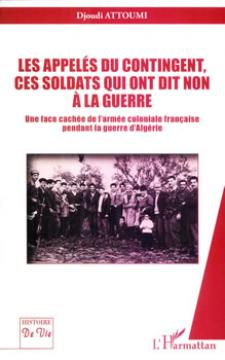 Djoudi ATTOUMI
LES APPELÉS DU CONTINGENT,
CES SOLDATS QUI ONT DIT NON
À LA GUERRE
Une face cachée de l'armée coloniale française
pendant la guerre d'Algérie
HISTOIRE
De Vie
L'Harmattan